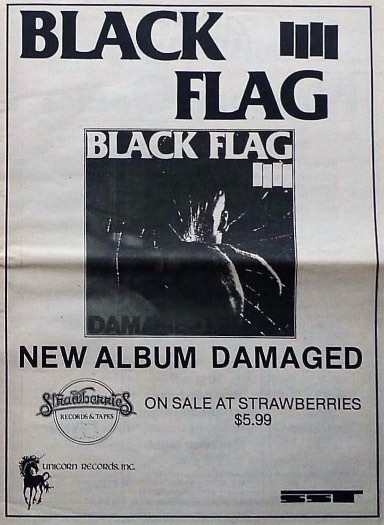 BLACK
FLAG
BLACK FLAG
DAMAGED
NEW ALBUM DAMAGED
Strawberries
RECORDS & TAPES
ON SALE AT STRAWBERRIES
$5.99
UNICORN RECORDS, INC.
SST